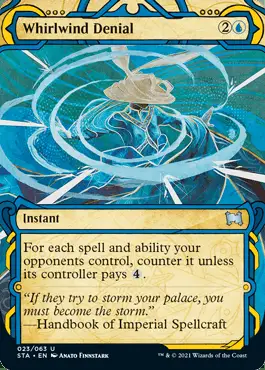 Whirlwind Denial 2
Instant
For each spell and ability your
opponents control, counter it unless
its controller pays 4.
“If they try to storm your palace, you
must become the storm.”
—Handbook of Imperial Spellcraft
023/063 U
STA • EN ANATO FINNSTARK ™ & © 2021 Wizards of the Coast